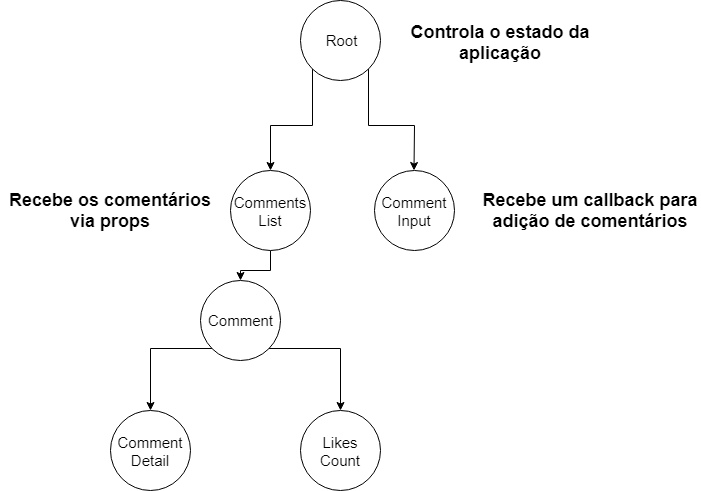 Root
Controla o estado da
aplicação
Recebe os comentários
via props
Comments
List
Comment
Input
Recebe um callback para
adição de comentários
Comment
Comment
Detail
Likes
Count